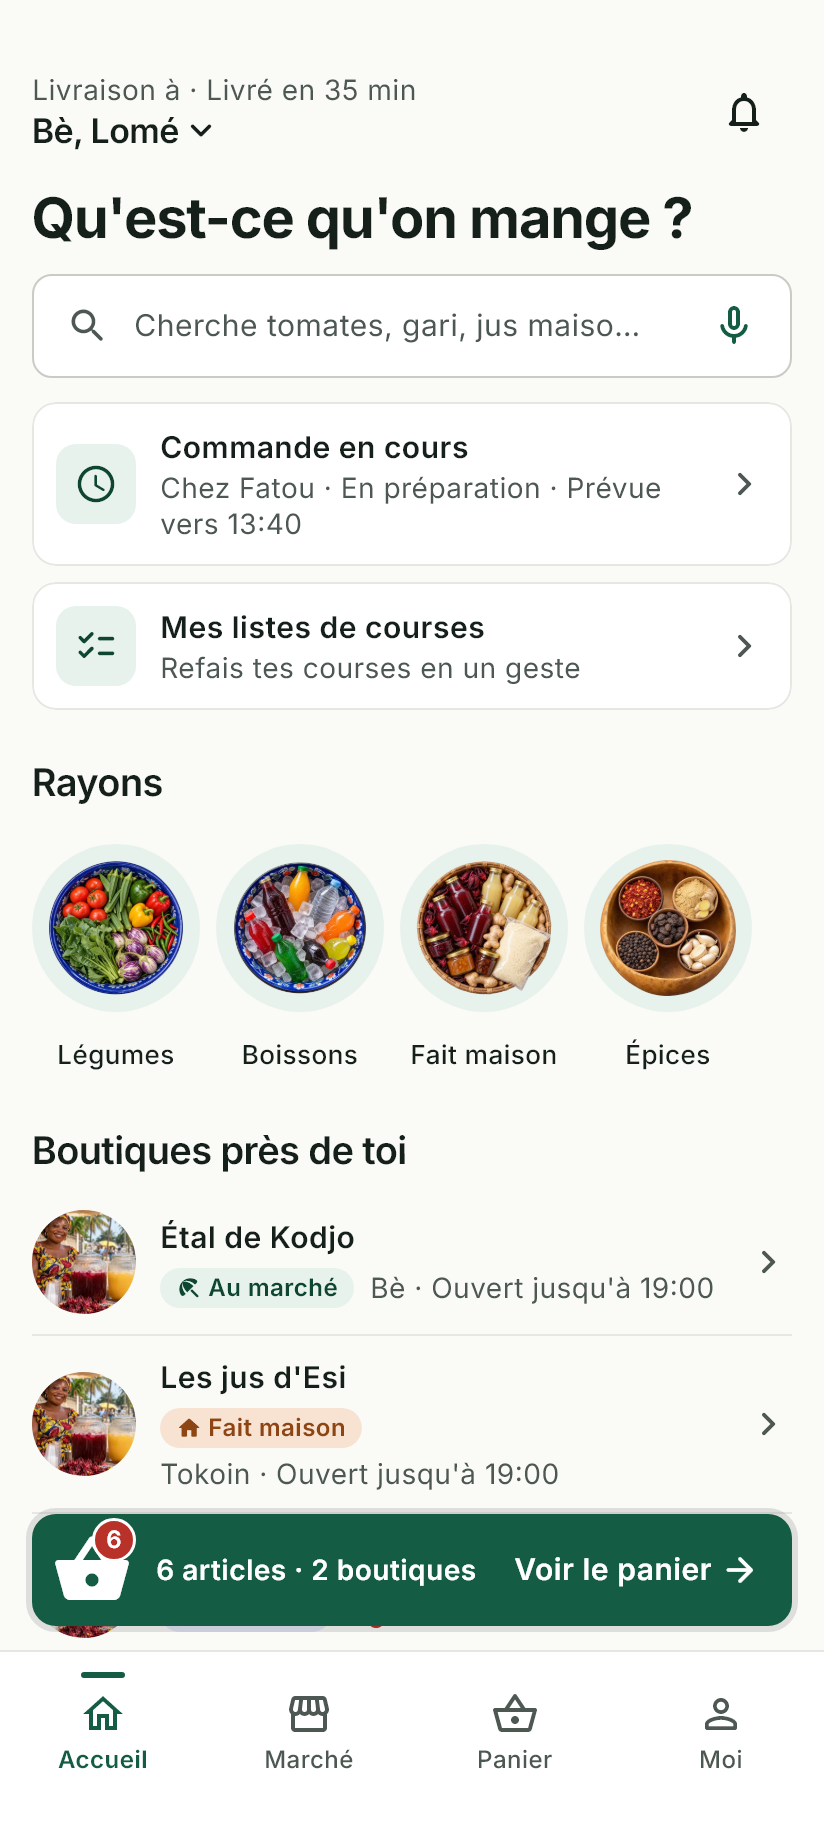 Livraison à · Livré en 35 min
Bè, Lomé
Qu'est-ce qu'on mange ?
Cherche tomates, gari, jus maiso...
Commande en cours
Chez Fatou · En préparation · Prévue
vers 13:40
Mes listes de courses
Refais tes courses en un geste
Rayons
Légumes
Boissons
Fait maison
Épices
Boutiques près de toi
Étal de Kodjo
Au marché Bè · Ouvert jusqu'à 19:00
Les jus d'Esi
Fait maison
Tokoin · Ouvert jusqu'à 19:00
6
6 articles · 2 boutiques Voir le panier
Accueil
Marché
Panier
Moi